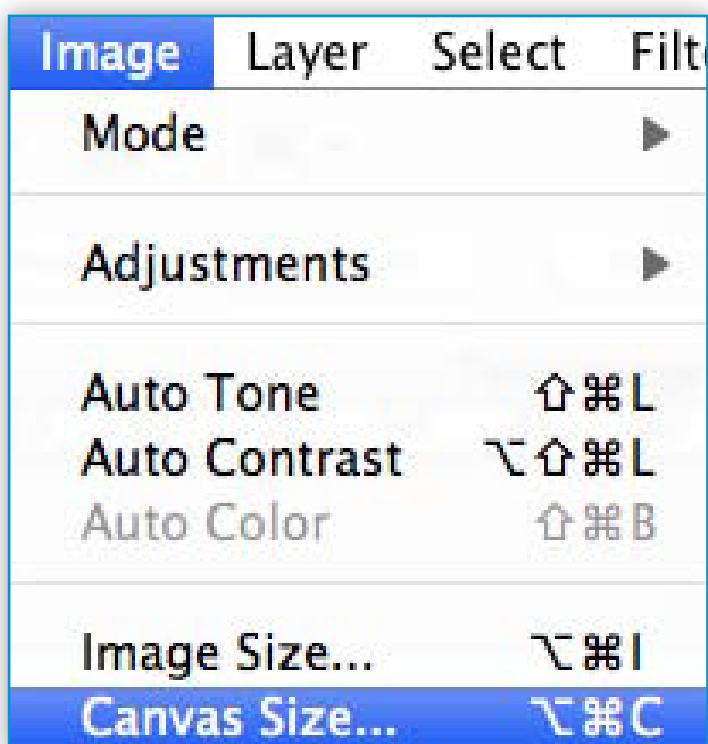 Image Layer Select Filt
Mode ▶
Adjustments ▶
Auto Tone ⇧⌘L
Auto Contrast ⌥⇧⌘L
Auto Color ⇧⌘B
Image Size... ⌥⌘I
Canvas Size... ⌥⌘C